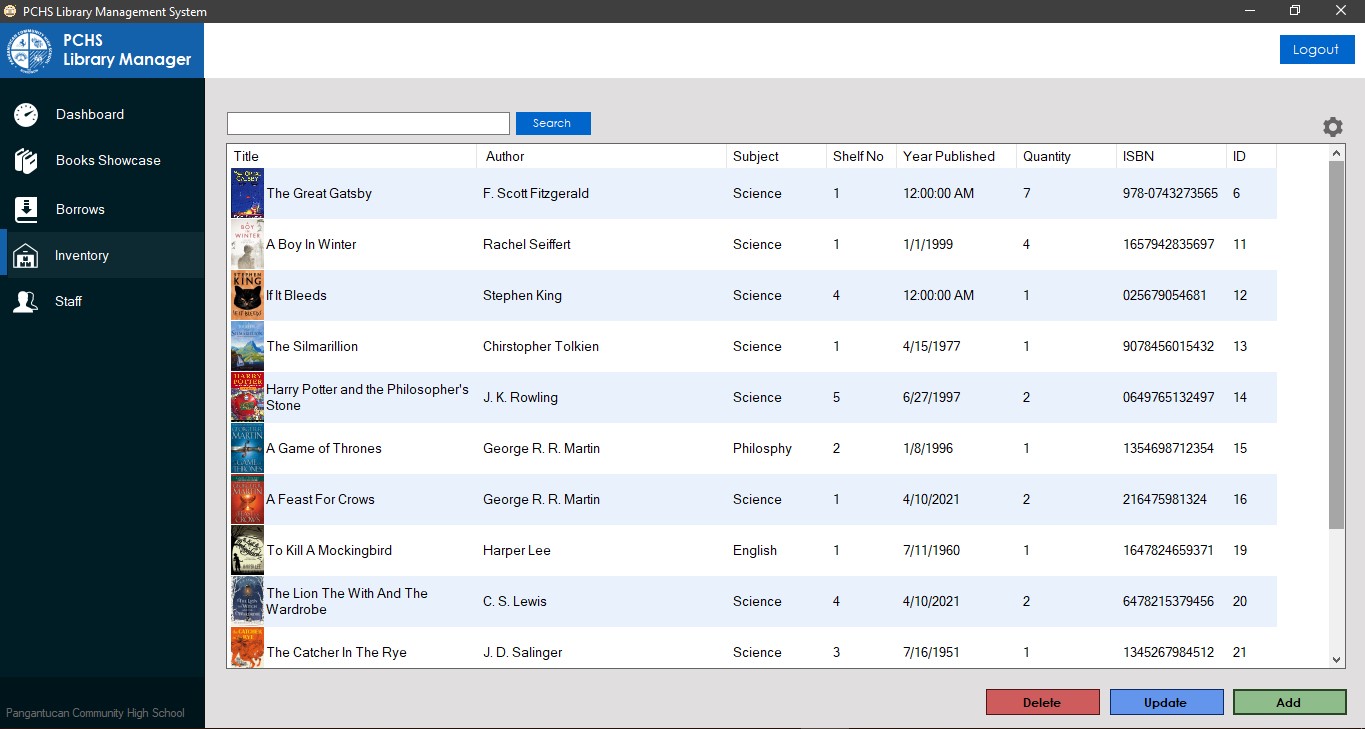 PCHS Library Management System
PCHS
Library Manager
Logout
Dashboard
Books Showcase
Borrows
Inventory
Staff
Pangantucan Community High School
Search
Title Author Subject Shelf No Year Published Quantity ISBN ID
The Great Gatsby F. Scott Fitzgerald Science 1 12:00:00 AM 7 978-0743273565 6
A Boy In Winter Rachel Seiffert Science 1 1/1/1999 4 1657942835697 11
If It Bleeds Stephen King Science 4 12:00:00 AM 1 025679054681 12
The Silmarillion Chirstopher Tolkien Science 1 4/15/1977 1 9078456015432 13
Harry Potter and the Philosopher's
Stone J. K. Rowling Science 5 6/27/1997 2 0649765132497 14
A Game of Thrones George R. R. Martin Philosphy 2 1/8/1996 1 1354698712354 15
A Feast For Crows George R. R. Martin Science 1 4/10/2021 2 216475981324 16
To Kill A Mockingbird Harper Lee English 1 7/11/1960 1 1647824659371 19
The Lion The With And The
Wardrobe C. S. Lewis Science 4 4/10/2021 2 6478215379456 20
The Catcher In The Rye J. D. Salinger Science 3 7/16/1951 1 1345267984512 21
Delete Update Add